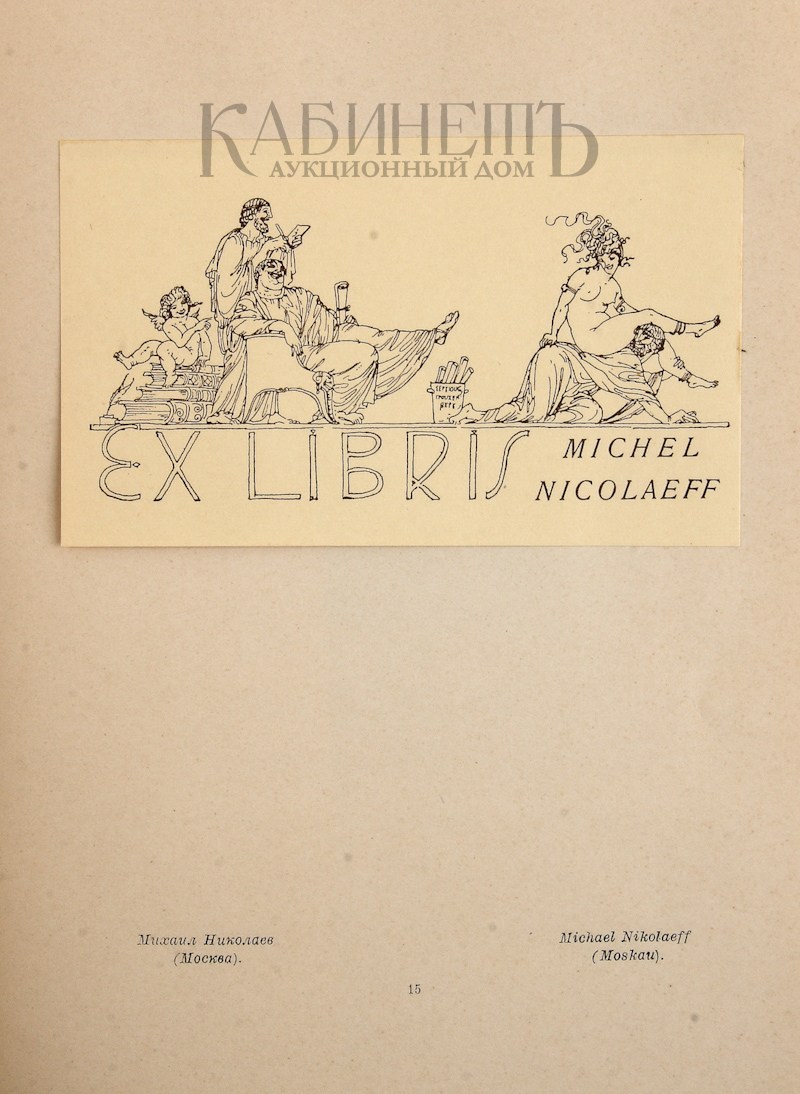 КАБИНЕТЪ
АУКЦИОННЫЙ ДОМ
EX LIBRIS
MICHEL
NICOLAEFF
Михаил Николаев
(Москва).
Michael Nikolaeff
(Moskau).
15